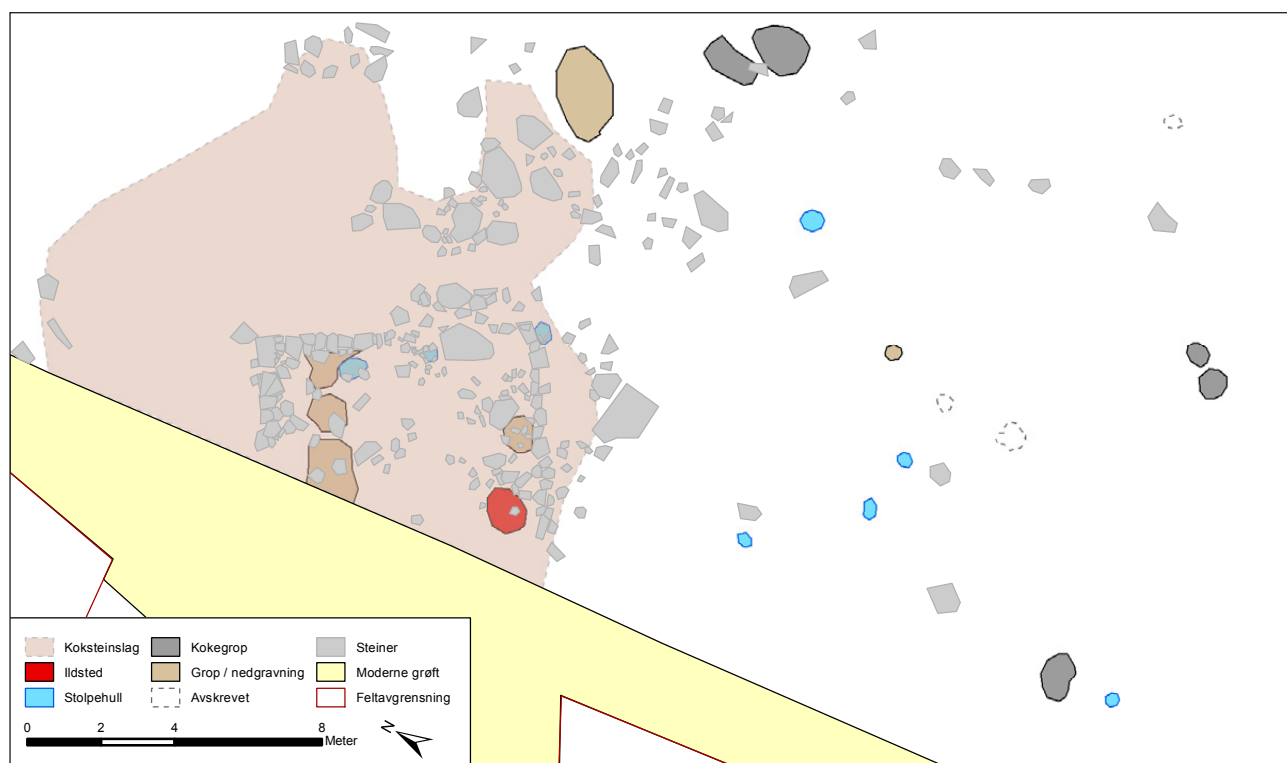 Koksteinslag Kokegrop Steiner
Ildsted Grop / nedgravning Moderne grøft
Stolpehull Avskrevet Feltavgrensning
0 2 4 8
Meter
N